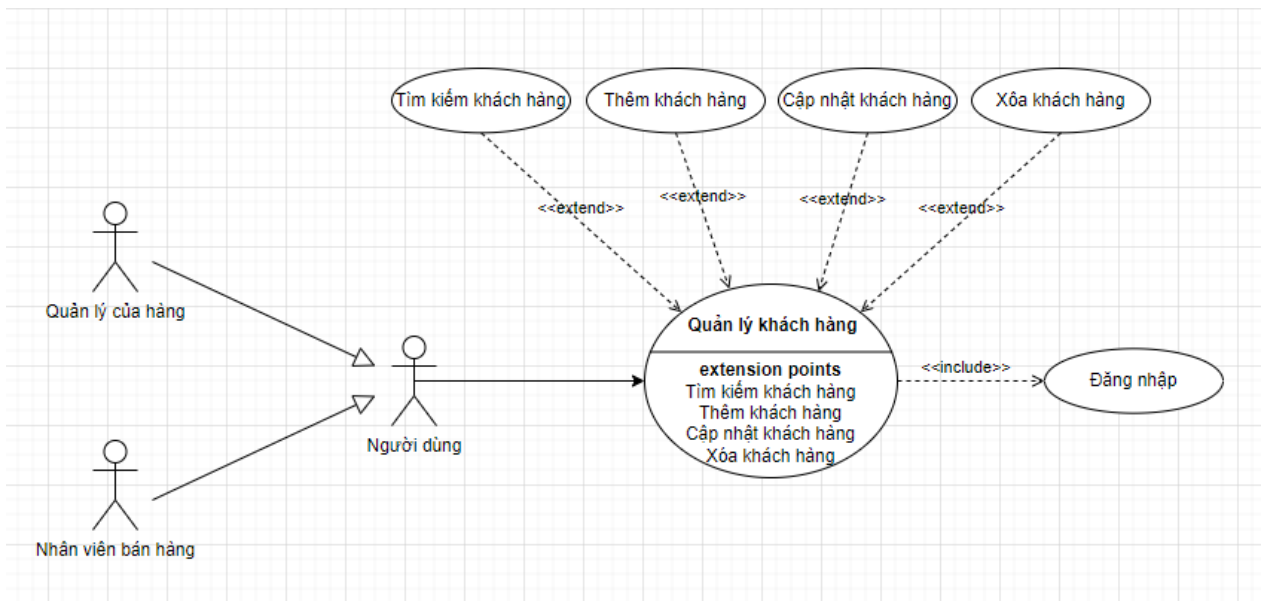 Tìm kiếm khách hàng
Thêm khách hàng
Cập nhật khách hàng
Xôa khách hàng
<<extend>>
<<extend>>
<<extend>>
<<extend>>
Quản lý của hàng
Quản lý khách hàng
extension points
Tìm kiếm khách hàng
Thêm khách hàng
Cập nhật khách hàng
Xóa khách hàng
<<include>>
Đăng nhập
Người dùng
Nhân viên bán hàng